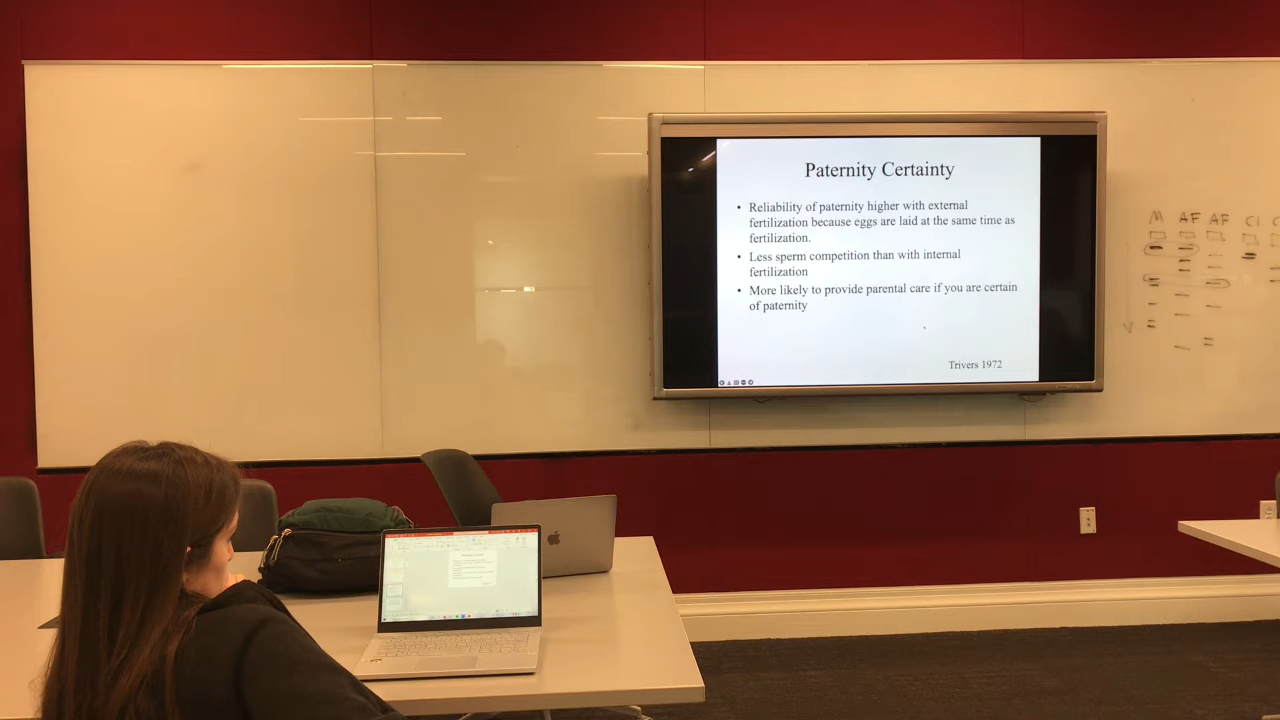 Paternity Certainty
• Reliability of paternity higher with external
fertilization because eggs are laid at the same time as
fertilization.
• Less sperm competition than with internal
fertilization
• More likely to provide parental care if you are certain
of paternity
Trivers 1972
M AF AF C1 C